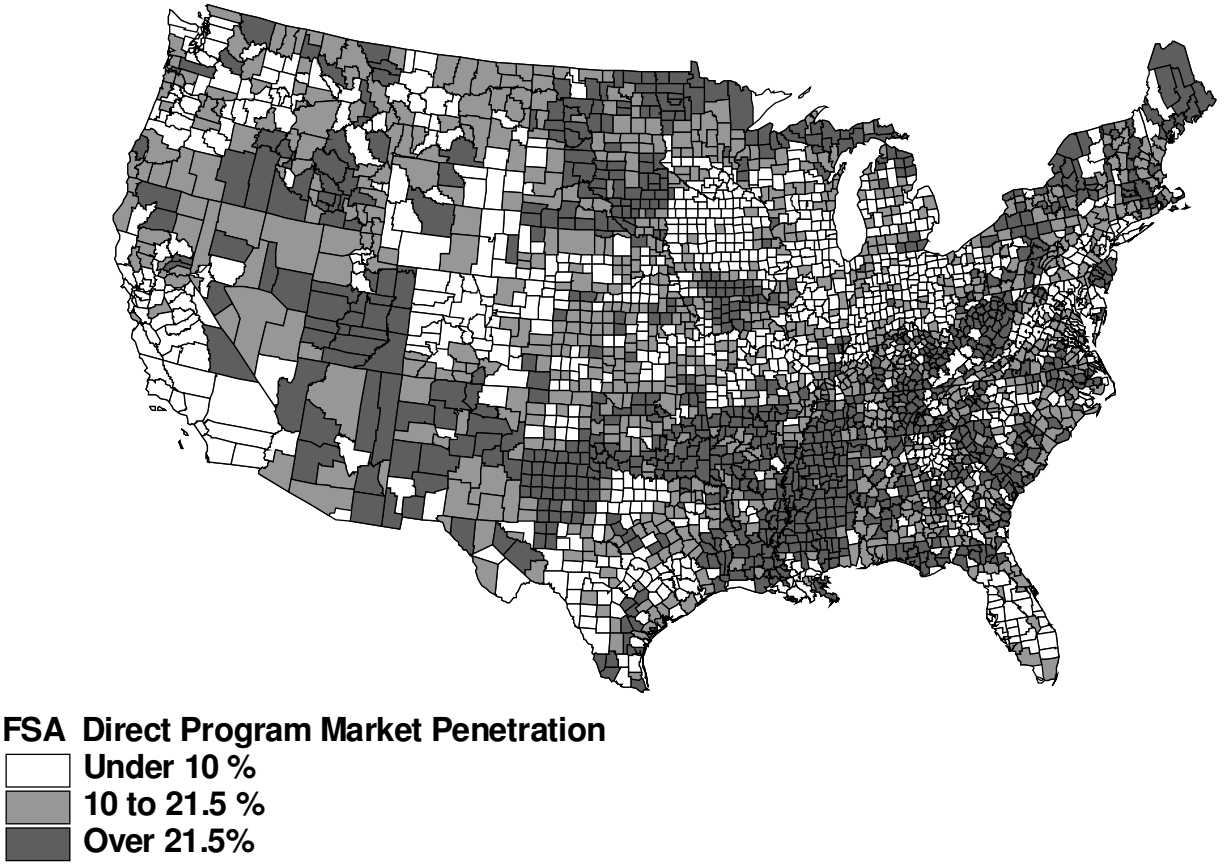 FSA Direct Program Market Penetration
Under 10 %
10 to 21.5 %
Over 21.5%